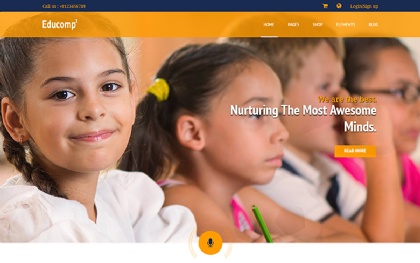 Call us : +0123456789
Login/Sign up
Educomp'
HOME PAGES SHOP ELEMENTS BLOG
We are the best
Nurturing The Most Awesome
Minds.
READ MORE